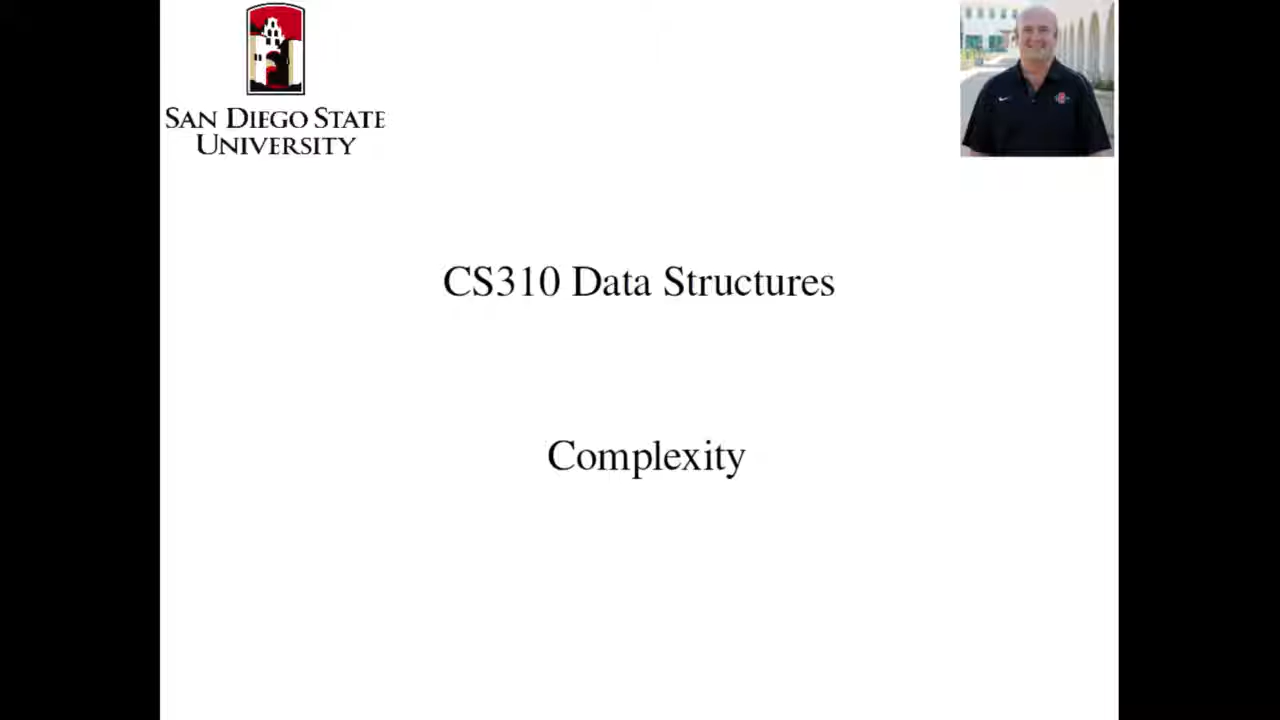 SAN DIEGO STATE
UNIVERSITY
CS310 Data Structures
Complexity